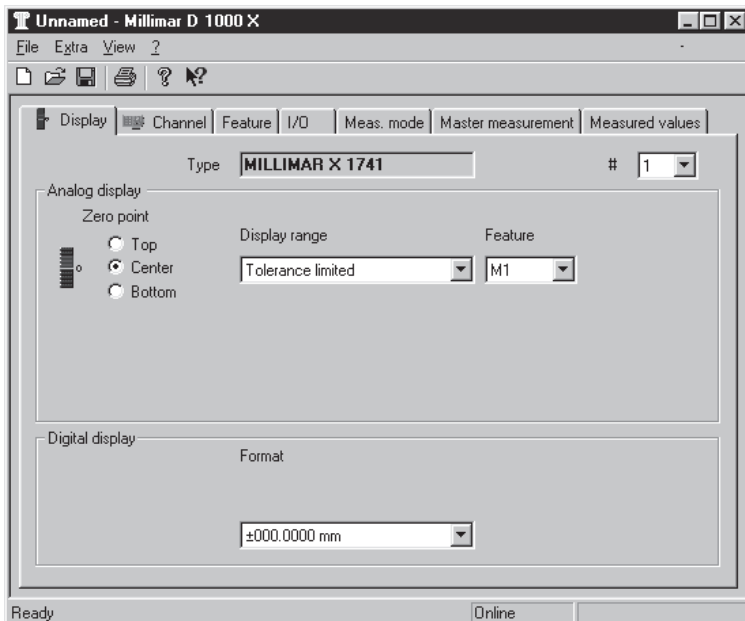 Unnamed - Millimar D 1000 X
File Extra View ?
Display Channel Feature I/O Meas. mode Master measurement Measured values
Type MILLIMAR X 1741 # 1
Analog display
Zero point
Top
Center
Bottom
o
Display range
Tolerance limited
Feature
M1
Digital display
Format
±000.0000 mm
Ready Online